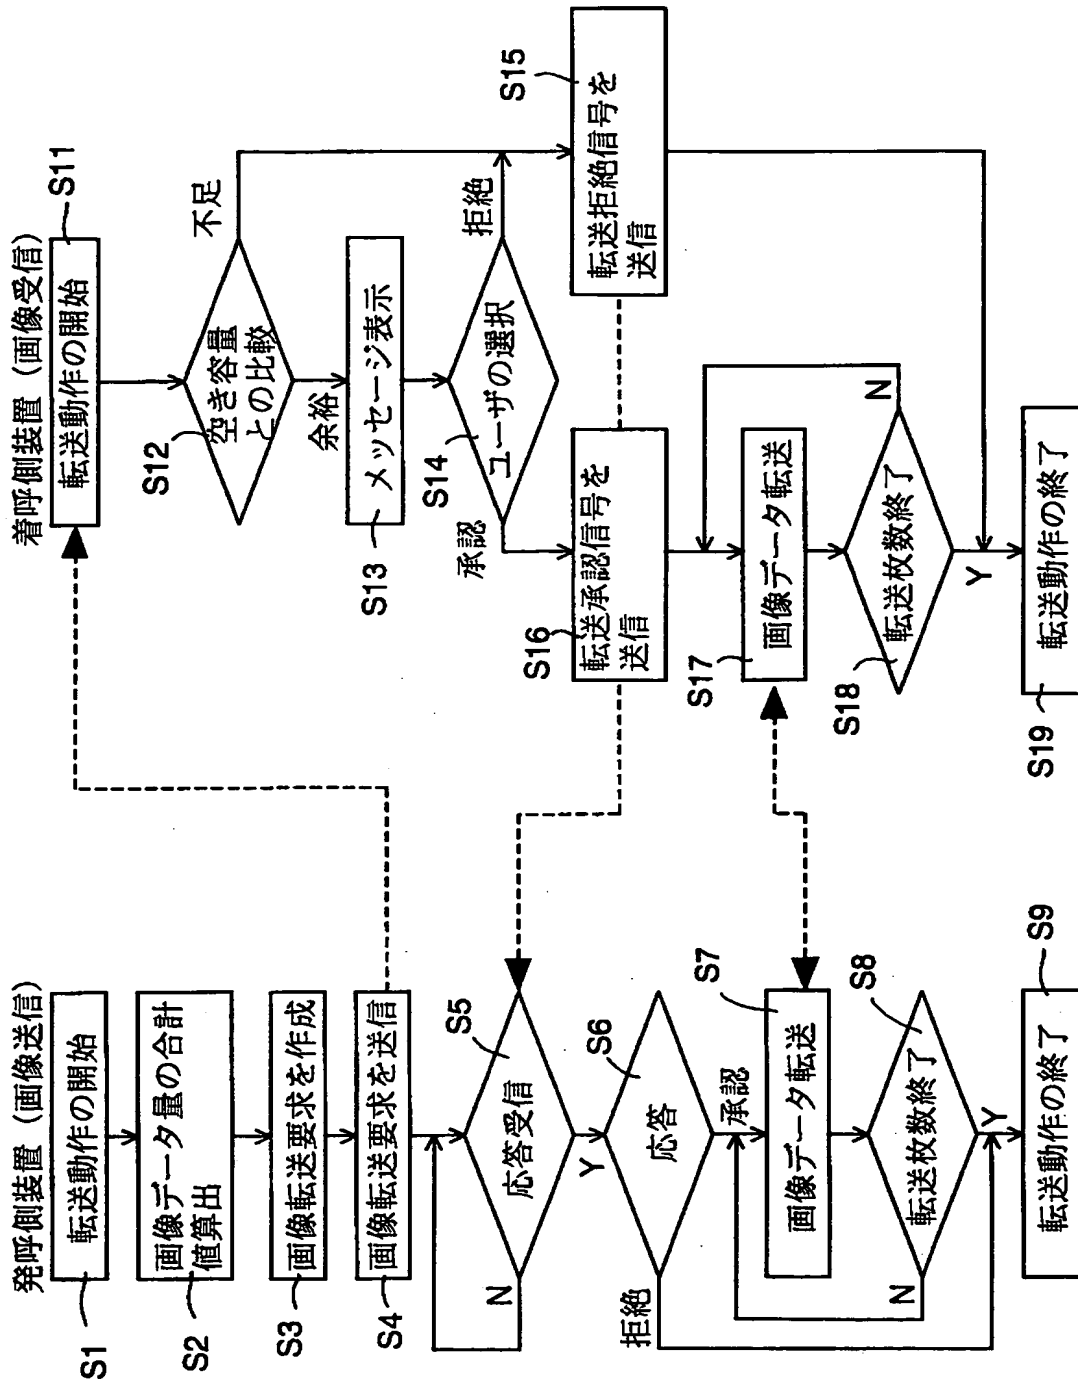 発呼側装置（画像送信）
S1
転送動作の開始
S2
画像データ量の合計
値算出
S3
画像転送要求を作成
S4
画像転送要求を送信
S5
応答受信
N
Y
S6
応答
拒絶
承認
S7
画像データ転送
S8
転送枚数終了
N
Y
S9
転送動作の終了
着呼側装置（画像受信）
S11
転送動作の開始
S12
空き容量
との比較
不足
余裕
S13
メッセージ表示
S14
ユーザの選択
拒絶
承認
S15
転送拒絶信号を
送信
S16
転送承認信号を
送信
S17
画像データ転送
S18
転送枚数終了
N
Y
S19
転送動作の終了